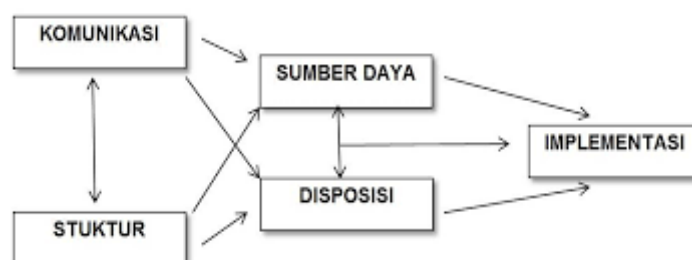 KOMUNIKASI
SUMBER DAYA
IMPLEMENTASI
DISPOSISI
STUKTUR